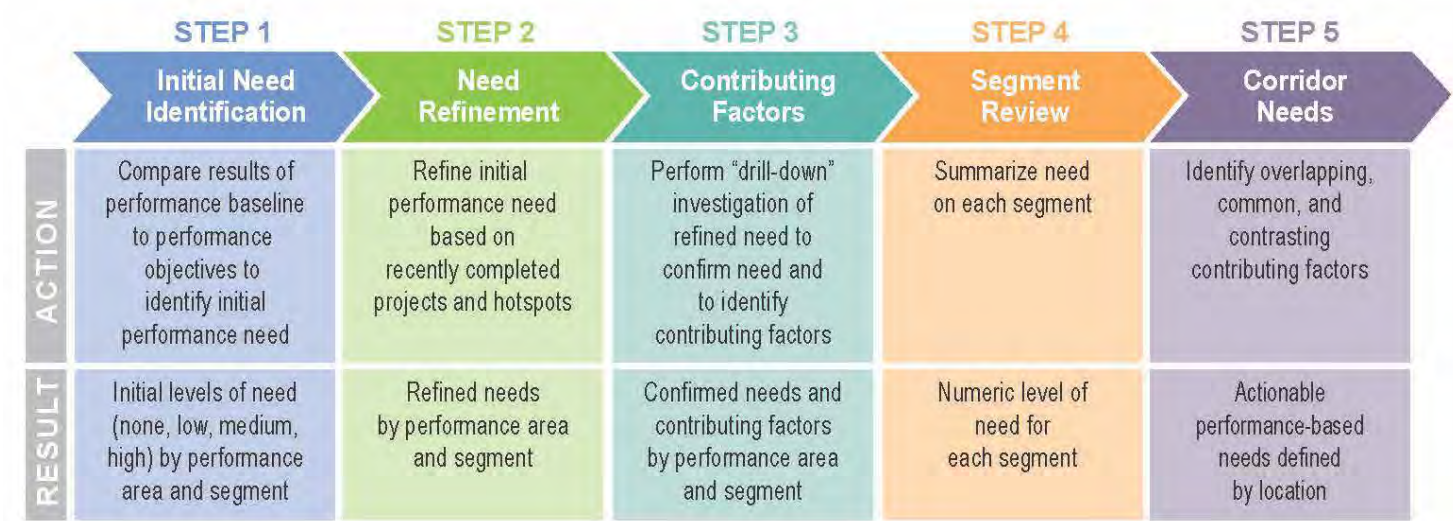 STEP 1
STEP 2
STEP 3
STEP 4
STEP 5
Initial Need
Identification
Need
Refinement
Contributing
Factors
Segment
Review
Corridor
Needs
ACTION
Compare results of
performance baseline
to performance
objectives to
identify initial
performance need
Refine initial
performance need
based on
recently completed
projects and hotspots
Perform “drill-down”
investigation of
refined need to
confirm need and
to identify
contributing factors
Summarize need
on each segment
Identify overlapping,
common, and
contrasting
contributing factors
RESULT
Initial levels of need
(none, low, medium,
high) by performance
area and segment
Refined needs
by performance area
and segment
Confirmed needs and
contributing factors
by performance area
and segment
Numeric level of
need for
each segment
Actionable
performance-based
needs defined
by location